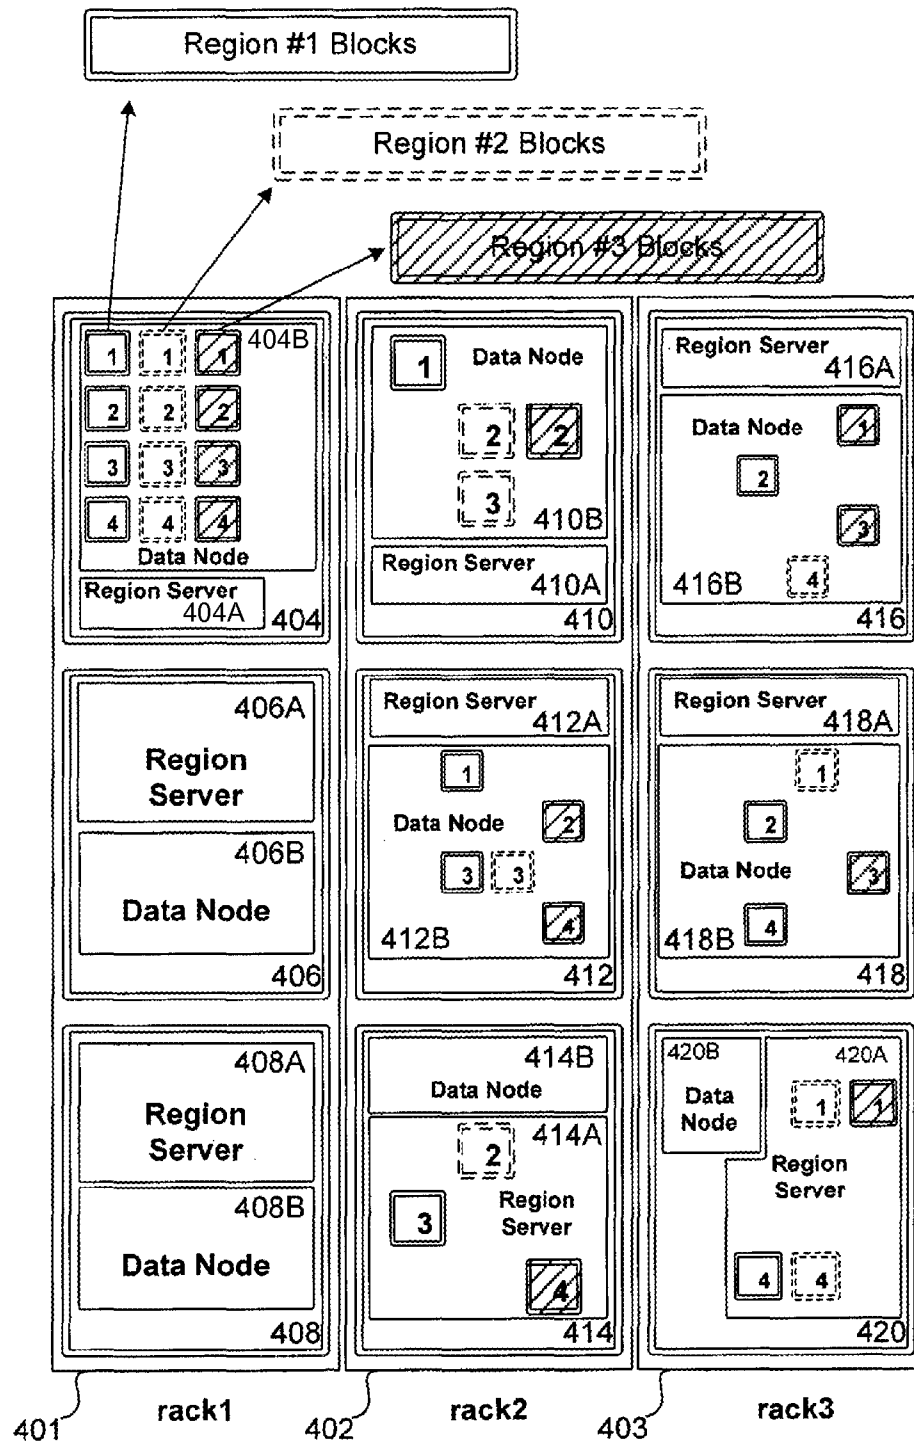 Region #1 Blocks
Region #2 Blocks
Region #3 Blocks
1 1 1 404B
2 2 2
3 3 3
4 4 4
Data Node
Region Server
404A
404
406A
Region
Server
406B
Data Node
406
408A
Region
Server
408B
Data Node
408
401
rack1
1
Data Node
2 2
3
410B
Region Server
410A
410
Region Server
412A
1
Data Node
2
3 3
4
412B
412
414B
Data Node
414A
2
3
Region
Server
4
414
402
rack2
Region Server
416A
Data Node
1
2
3
416B
4
416
Region Server
418A
1
2
Data Node
3
418B
4
418
420B
Data
Node
420A
1 1
Region
Server
4 4
420
403
rack3